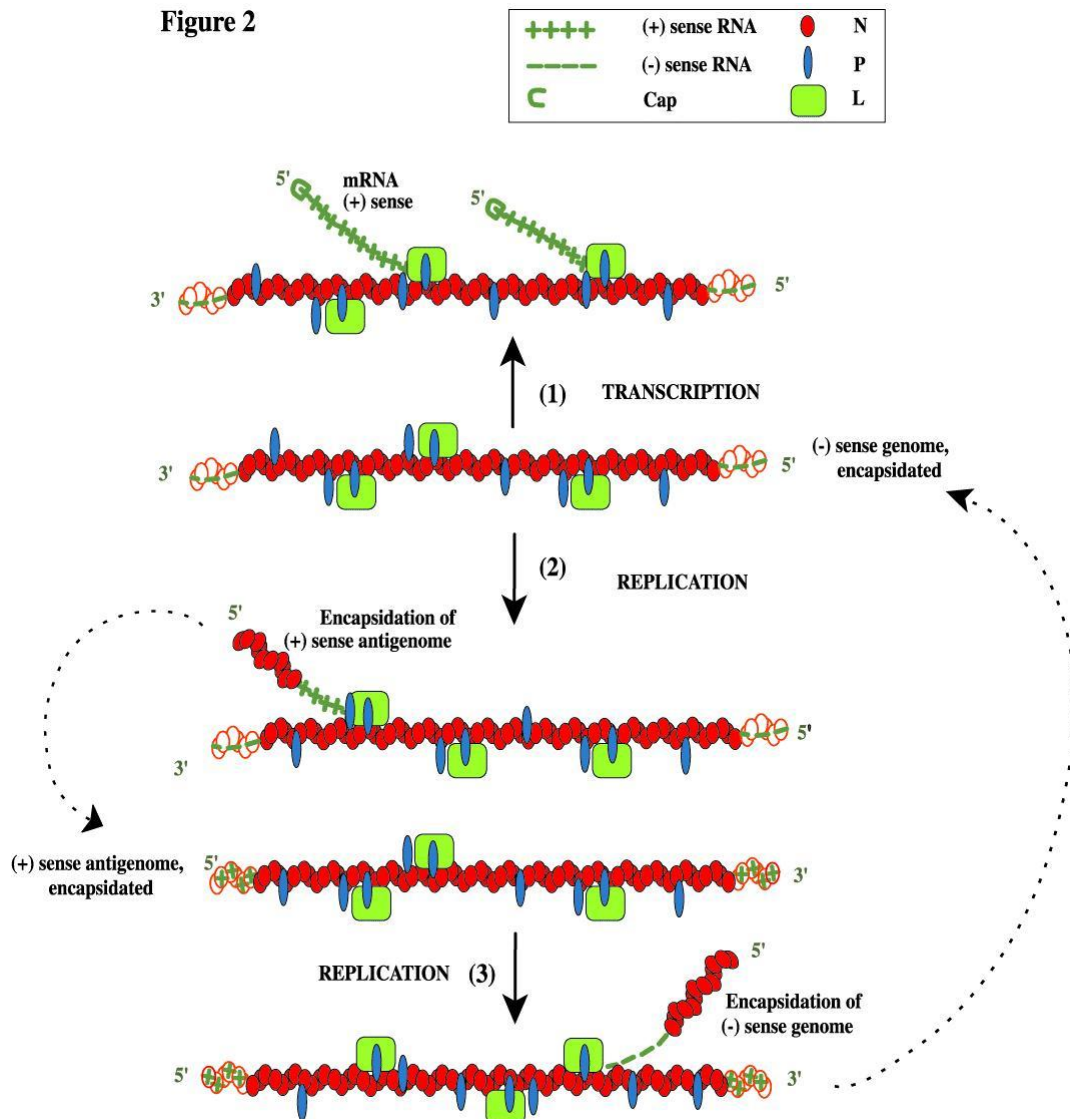 Figure 2
(+) sense RNA N
(-) sense RNA P
Cap L
5'
mRNA
(+) sense
5'
3'
5'
(1) TRANSCRIPTION
(-) sense genome,
encapsidated
3'
5'
(2) REPLICATION
5'
Encapsidation of
(+) sense antigenome
3'
5'
(+) sense antigenome,
encapsidated
5'
3'
REPLICATION (3)
5'
Encapsidation of
(-) sense genome
5'
3'